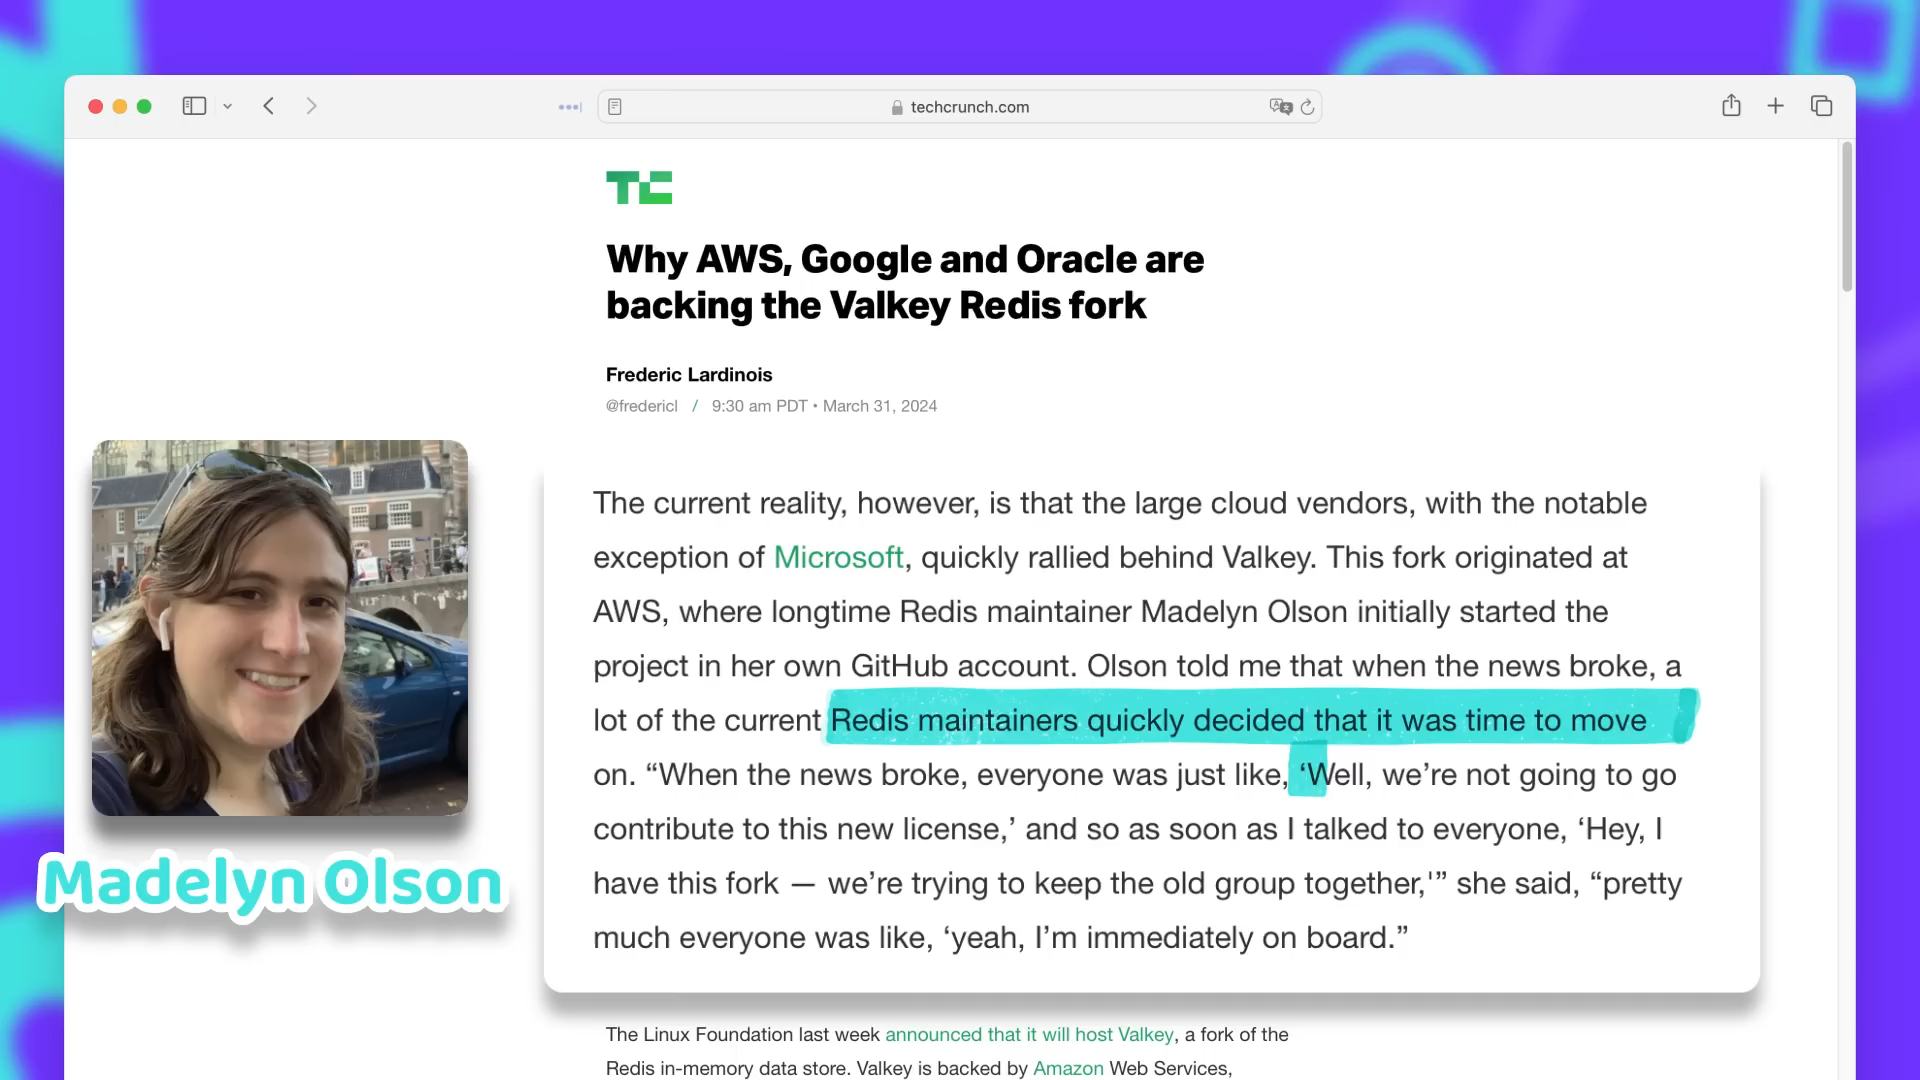 techcrunch.com
TC
Why AWS, Google and Oracle are
backing the Valkey Redis fork
Frederic Lardinois
@fredericl / 9:30 am PDT • March 31, 2024
The current reality, however, is that the large cloud vendors, with the notable
exception of Microsoft, quickly rallied behind Valkey. This fork originated at
AWS, where longtime Redis maintainer Madelyn Olson initially started the
project in her own GitHub account. Olson told me that when the news broke, a
lot of the current Redis maintainers quickly decided that it was time to move
on. “When the news broke, everyone was just like, ‘Well, we’re not going to go
contribute to this new license,’ and so as soon as I talked to everyone, ‘Hey, I
have this fork — we’re trying to keep the old group together,'” she said, “pretty
much everyone was like, ‘yeah, I’m immediately on board.”
Madelyn Olson
The Linux Foundation last week announced that it will host Valkey, a fork of the
Redis in-memory data store. Valkey is backed by Amazon Web Services,